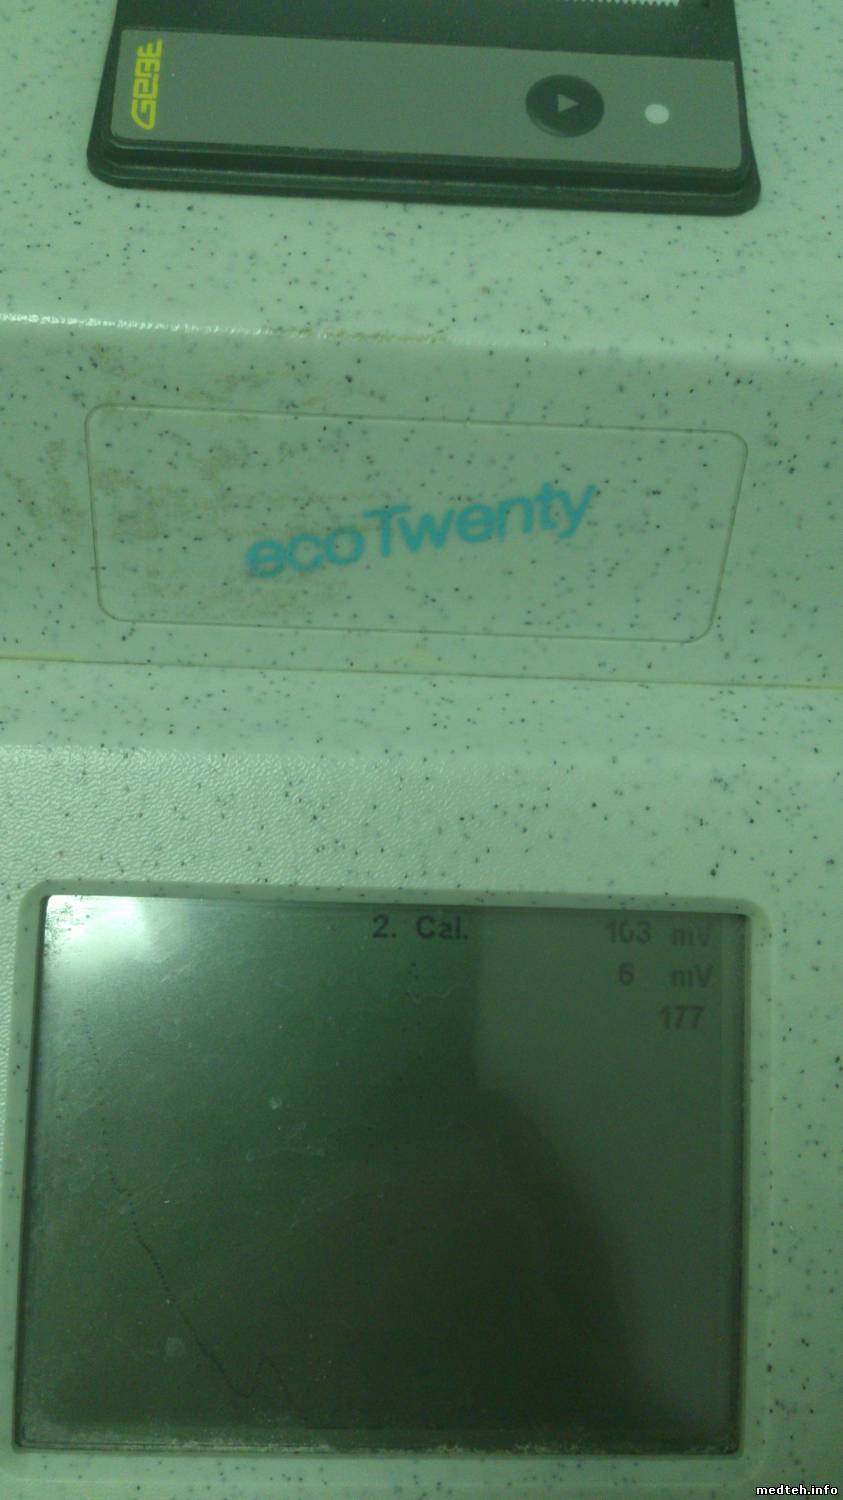 GeBE
ecoTwenty
2. Cal. 103 mV
6 mV
177
medteh.info